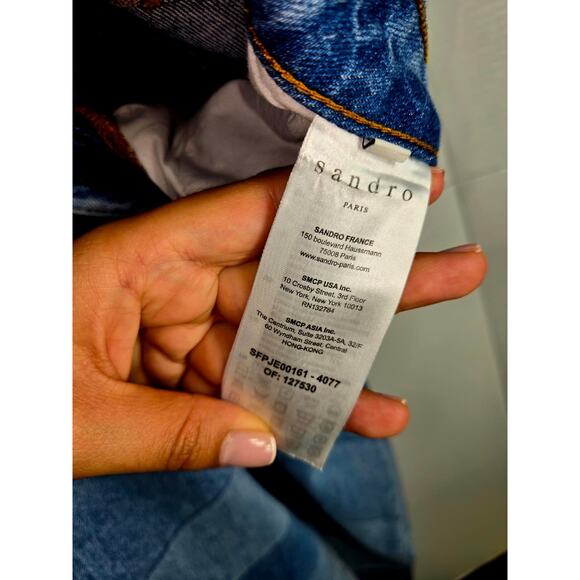 sandro
PARIS
SANDRO FRANCE
150 boulevard Haussmann
75008 Paris
www.sandro-paris.com
SMCP USA Inc.
10 Crosby Street, 3rd Floor
New York, New York 10013
RN132784
SMCP ASIA Inc.
The Centrium, Suite 3203A-5A, 32/F
60 Wyndham Street, Central
HONG-KONG
SFPJE00161 - 4077
OF: 127530